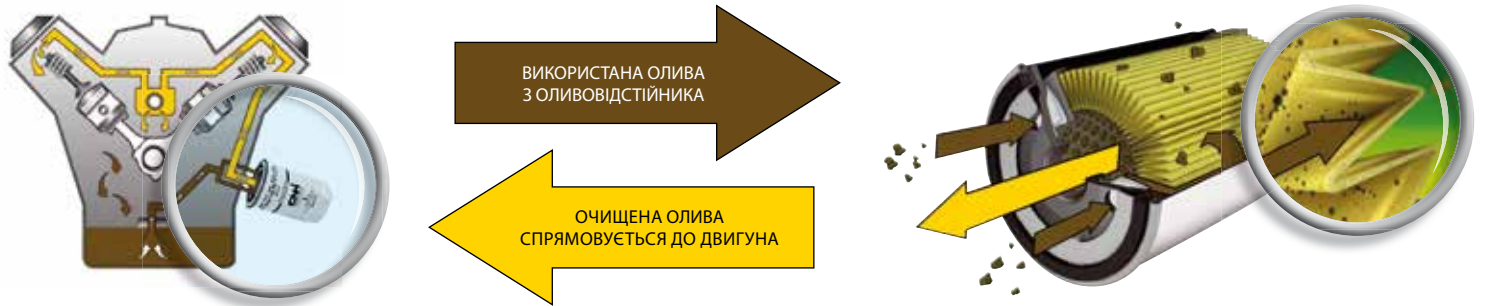 ВИКОРИСТАНА ОЛИВА
З ОЛИВОВІДСТІЙНИКА
ОЧИЩЕНА ОЛИВА
СПРЯМОВУЄТЬСЯ ДО ДВИГУНА